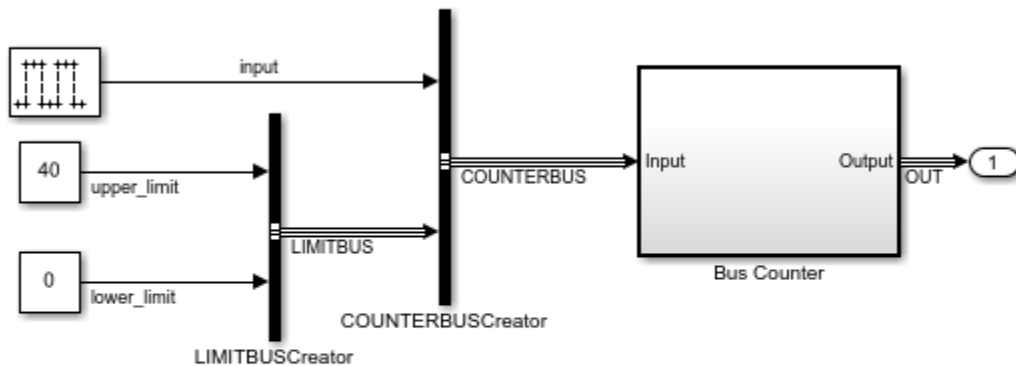 input
40
upper_limit
LIMITBUS
0
lower_limit
LIMITBUSCreator
COUNTERBUS
COUNTERBUSCreator
Input
Output
Bus Counter
OUT
1